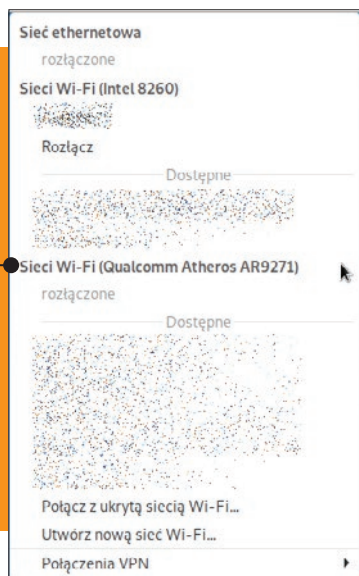 Sieć ethernetowa
rozłączone
Sieci Wi-Fi (Intel 8260)
Rozłącz
Dostępne
Sieci Wi-Fi (Qualcomm Atheros AR9271)
rozłączone
Dostępne
Połącz z ukrytą siecią Wi-Fi...
Utwórz nową sieć Wi-Fi...
Połączenia VPN